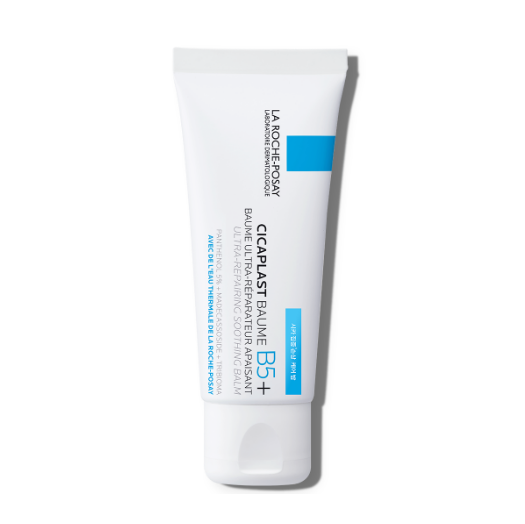 LA ROCHE-POSAY
LABORATOIRE DERMATOLOGIQUE
CICAPLAST BAUME B5+
BAUME ULTRA-RÉPARATEUR APAISANT
ULTRA-REPAIRING SOOTHING BALM
PANTHENOL 5% + MADECASSOSIDE + TRIBIOMA
AVEC DE L'EAU THERMALE DE LA ROCHE-POSAY